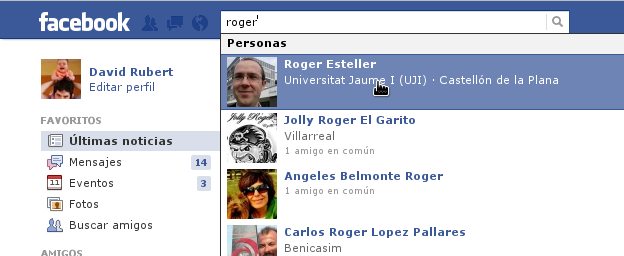 facebook
roger'
Personas
Roger Esteller
Universitat Jaume I (UJI) · Castellón de la Plana
Jolly Roger El Garito
Villarreal
1 amigo en común
Angeles Belmonte Roger
1 amigo en común
Carlos Roger Lopez Pallares
Benicasim
David Rubert
Editar perfil
FAVORITOS
Últimas noticias
Mensajes 14
Eventos 3
Fotos
Buscar amigos
AMIGOS
Jolly Roger